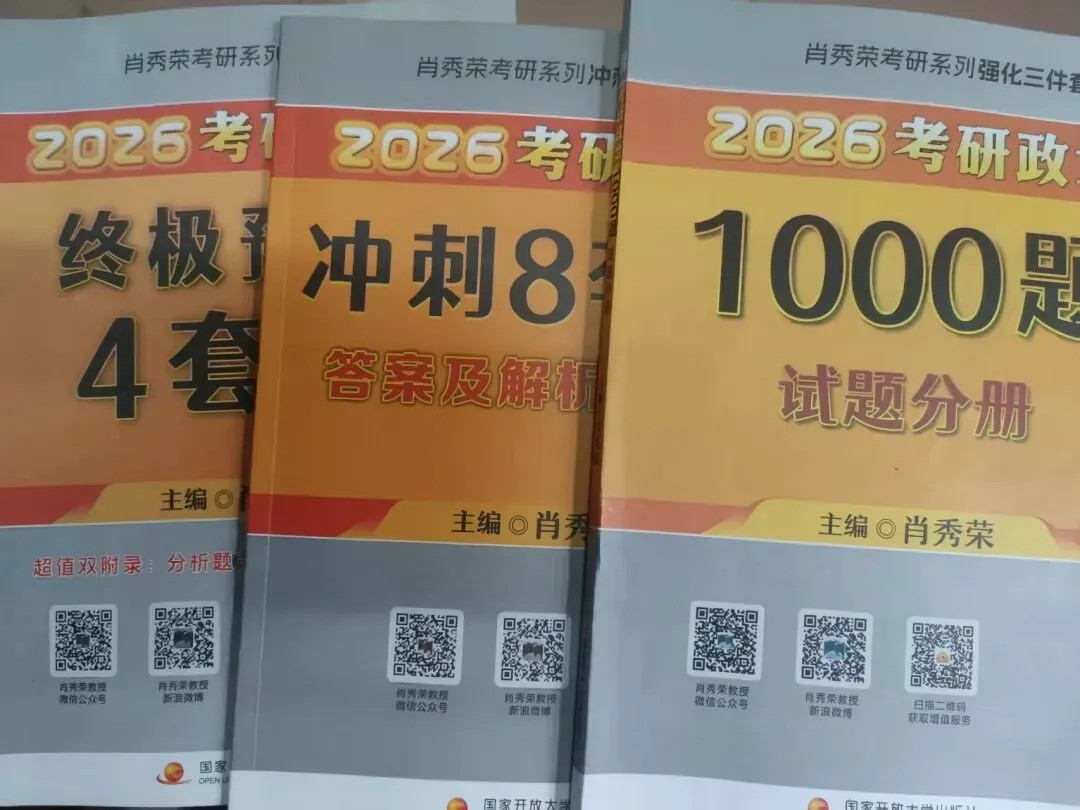 肖秀荣考研系列
2026考研
终极预
4套
主编◎
超值双附录：分析题
肖秀荣教授
微信公众号
肖秀荣教授
新浪微博
国家
OPEN.U
肖秀荣考研系列冲刺
2026考研
冲刺8套
答案及解析
主编◎肖秀
肖秀荣教授
微信公众号
肖秀荣教授
新浪微博
国家开放大学
肖秀荣考研系列强化三件套
2026考研政
1000题
试题分册
主编◎肖秀荣
肖秀荣教授
微信公众号
肖秀荣教授
新浪微博
扫描二维码
获取增值服务
国家开放大学出版社